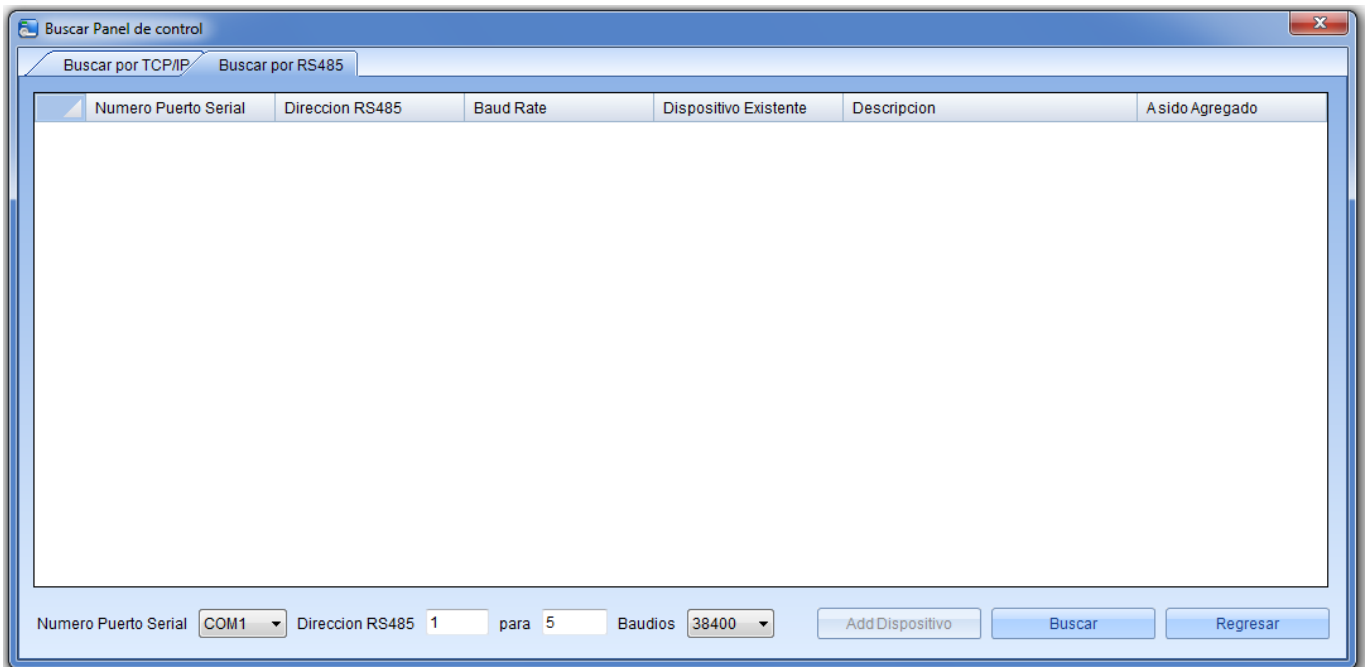 Buscar Panel de control
Buscar por TCP/IP Buscar por RS485
Numero Puerto Serial Direccion RS485 Baud Rate Dispositivo Existente Descripcion A sido Agregado
Numero Puerto Serial COM1 Direccion RS485 1 para 5 Baudios 38400 Add Dispositivo Buscar Regresar